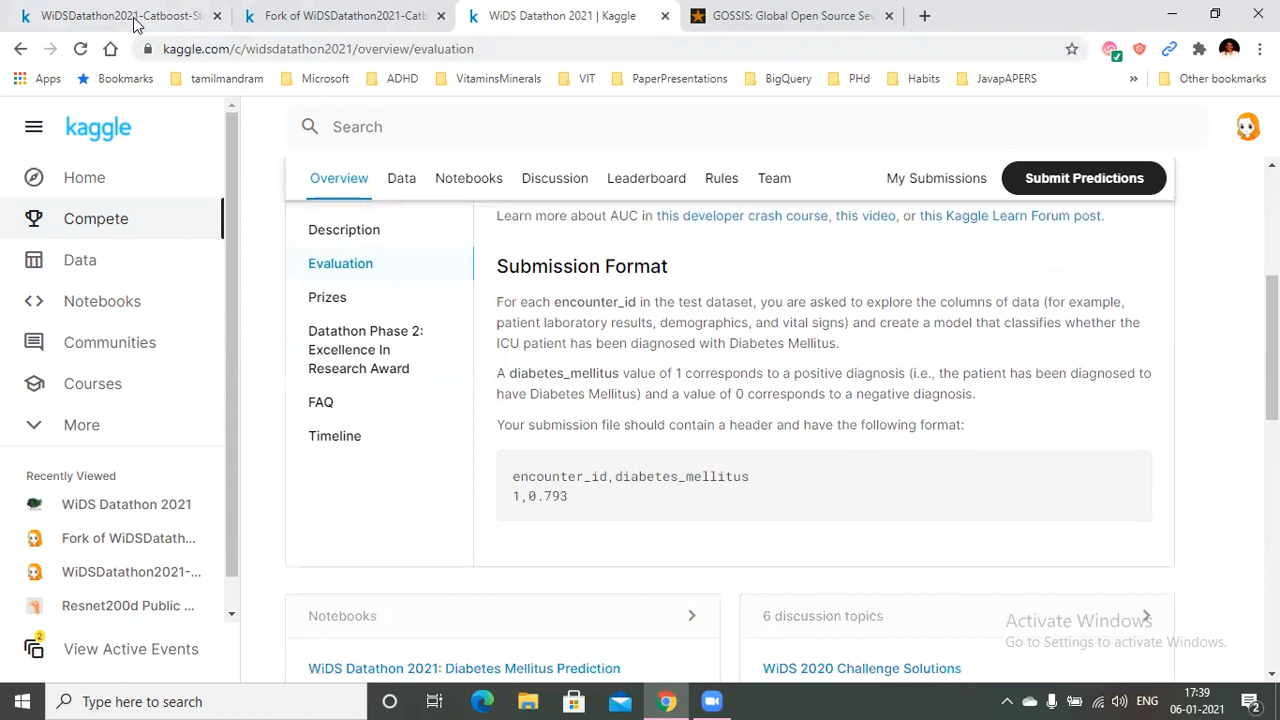 WiDSDatathon2021-Catboost-St
Fork of WiDSDatathon2021-Catb
WiDS Datathon 2021 | Kaggle
GOSSIS: Global Open Source Sev
kaggle.com/c/widsdatathon2021/overview/evaluation
Apps
Bookmarks
tamilmandram
Microsoft
ADHD
VitaminsMinerals
VIT
PaperPresentations
BigQuery
PHd
Habits
JavapAPERS
»
Other bookmarks
kaggle
Search
Home
Compete
Data
Notebooks
Communities
Courses
More
Recently Viewed
WiDS Datathon 2021
Fork of WiDSDatath...
WiDSDatathon2021-...
Resnet200d Public ...
2
View Active Events
Overview
Data
Notebooks
Discussion
Leaderboard
Rules
Team
My Submissions
Submit Predictions
Description
Evaluation
Prizes
Datathon Phase 2:
Excellence In
Research Award
FAQ
Timeline
Learn more about AUC in this developer crash course, this video, or this Kaggle Learn Forum post.
Submission Format
For each encounter_id in the test dataset, you are asked to explore the columns of data (for example,
patient laboratory results, demographics, and vital signs) and create a model that classifies whether the
ICU patient has been diagnosed with Diabetes Mellitus.
A diabetes_mellitus value of 1 corresponds to a positive diagnosis (i.e., the patient has been diagnosed to
have Diabetes Mellitus) and a value of 0 corresponds to a negative diagnosis.
Your submission file should contain a header and have the following format:
encounter_id,diabetes_mellitus
1,0.793
Notebooks
WiDS Datathon 2021: Diabetes Mellitus Prediction
6 discussion topics
WiDS 2020 Challenge Solutions
Activate Windows
Go to Settings to activate Windows.
Type here to search
ENG
17:39
06-01-2021
2